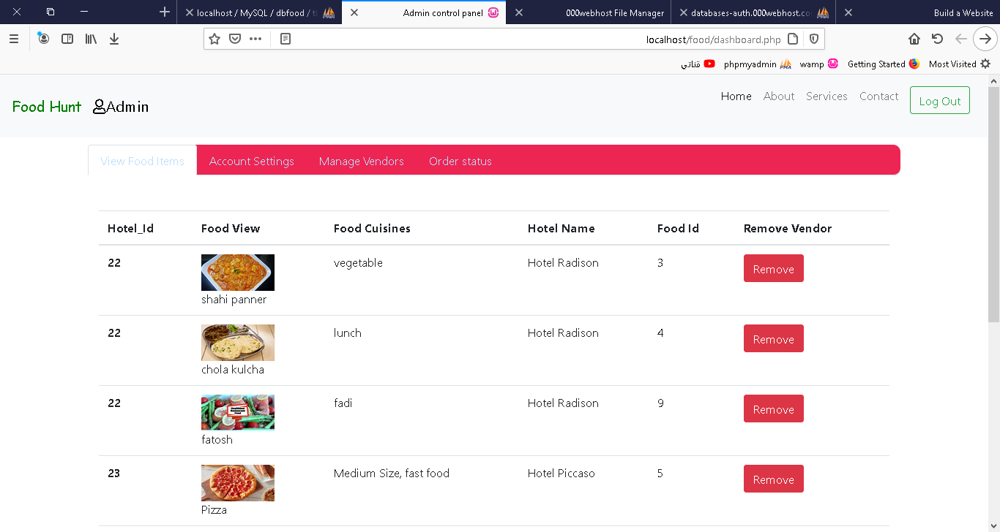 localhost / MySQL / dbfood / t
Admin control panel
000webhost File Manager
databases-auth.000webhost.co
Build a Website
localhost/food/dashboard.php
قناتي
phpmyadmin
PMA
wamp
Getting Started
Most Visited
Food Hunt Admin
Home About Services Contact Log Out
View Food Items Account Settings Manage Vendors Order status
Hotel_Id Food View Food Cuisines Hotel Name Food Id Remove Vendor
22 vegetable Hotel Radison 3 Remove
shahi panner
22 lunch Hotel Radison 4 Remove
chola kulcha
22 fadi Hotel Radison 9 Remove
fatosh
23 Medium Size, fast food Hotel Piccaso 5 Remove
Pizza